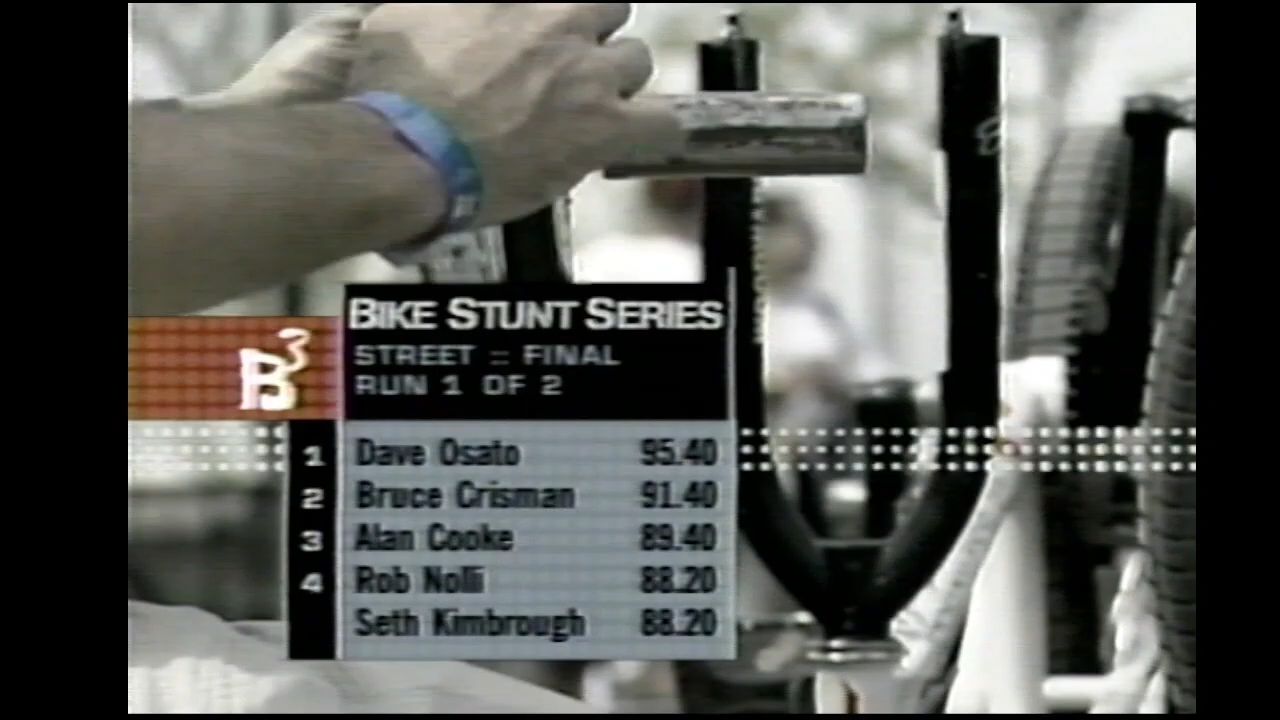 B3
BIKE STUNT SERIES
STREET :: FINAL
RUN 1 OF 2
1 Dave Osato 95.40
2 Bruce Crisman 91.40
3 Alan Cooke 89.40
4 Rob Nolli 88.20
Seth Kimbrough 88.20